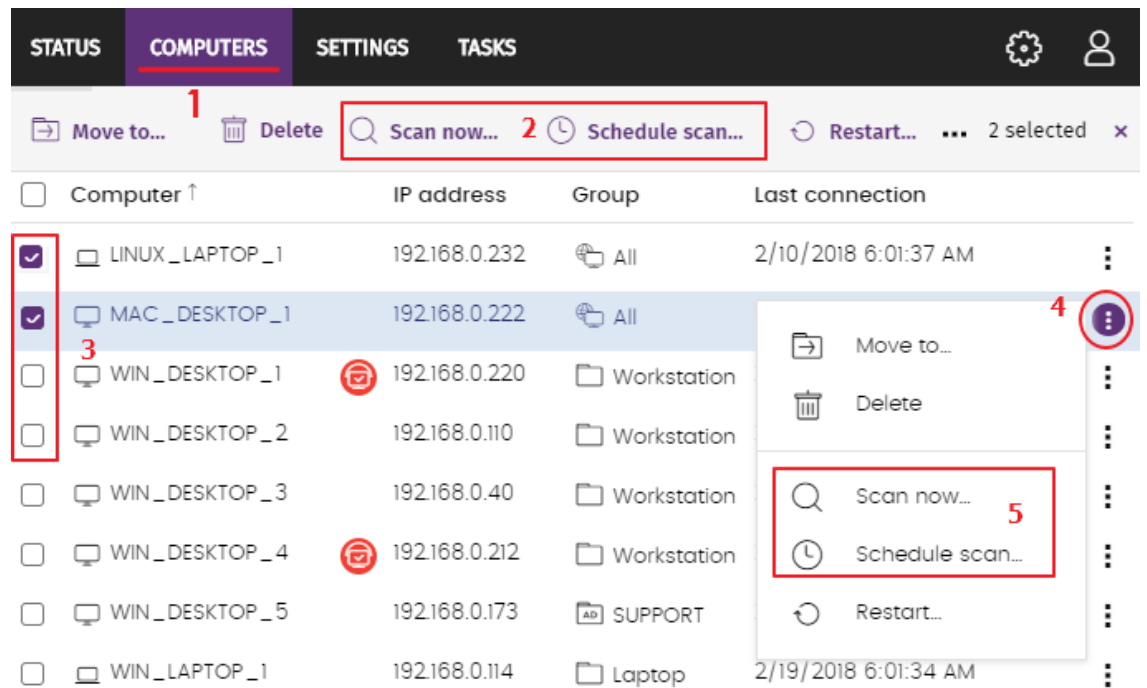 STATUS COMPUTERS SETTINGS TASKS
1
Move to... Delete Scan now... 2 Schedule scan... Restart... ... 2 selected ×
Computer ↑ IP address Group Last connection
LINUX_LAPTOP_1 192.168.0.232 All 2/10/2018 6:01:37 AM
MAC_DESKTOP_1 192.168.0.222 All 4
3 Move to...
WIN_DESKTOP_1 192.168.0.220 Workstation
Delete
WIN_DESKTOP_2 192.168.0.110 Workstation
WIN_DESKTOP_3 192.168.0.40 Workstation Scan now... 5
WIN_DESKTOP_4 192.168.0.212 Workstation Schedule scan...
WIN_DESKTOP_5 192.168.0.173 AD SUPPORT Restart...
WIN_LAPTOP_1 192.168.0.114 Laptop 2/19/2018 6:01:34 AM